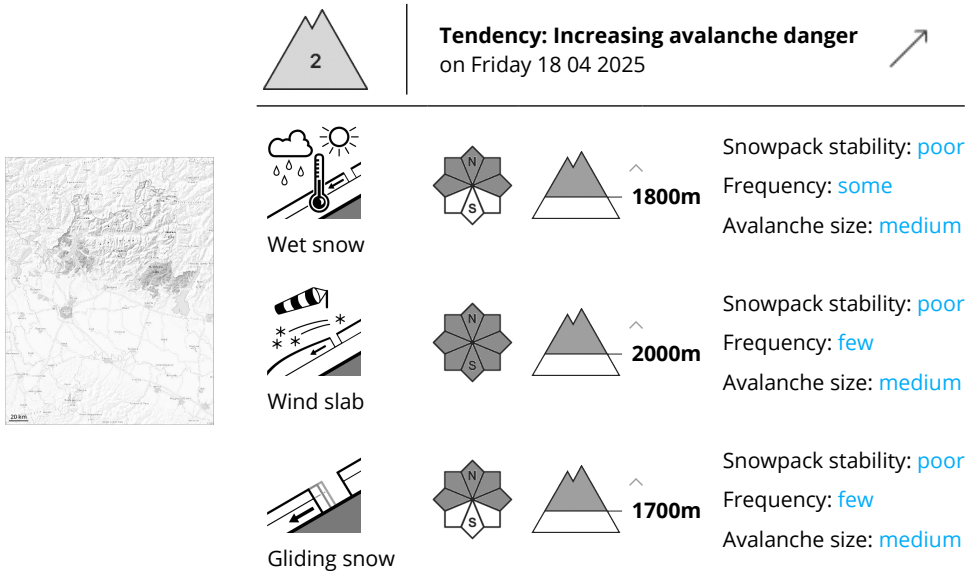 2
Tendency: Increasing avalanche danger
on Friday 18 04 2025
20 km
N
S
1800m
Wet snow
Snowpack stability: poor
Frequency: some
Avalanche size: medium
N
S
2000m
Wind slab
Snowpack stability: poor
Frequency: few
Avalanche size: medium
N
S
1700m
Gliding snow
Snowpack stability: poor
Frequency: few
Avalanche size: medium